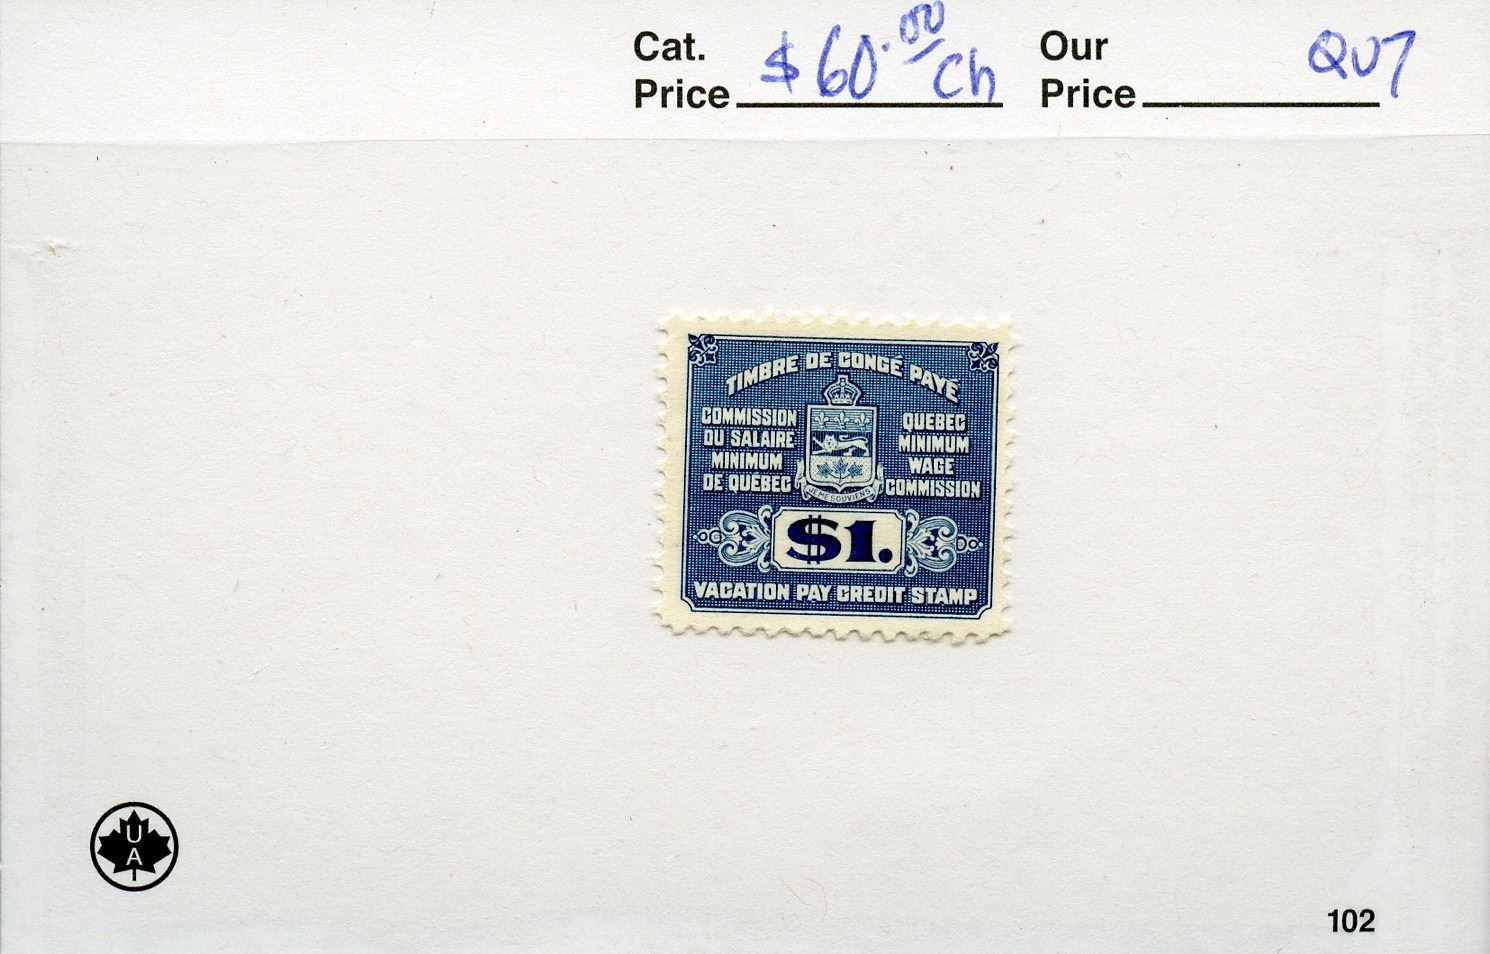 Cat. Price $60.00 Ch
Our Price QU7
TIMBRE DE CONGÉ PAYÉ
COMMISSION
DU SALAIRE
MINIMUM
DE QUEBEC
QUEBEC
MINIMUM
WAGE
COMMISSION
JE ME SOUVIENS
$1.
VACATION PAY CREDIT STAMP
U
A
102